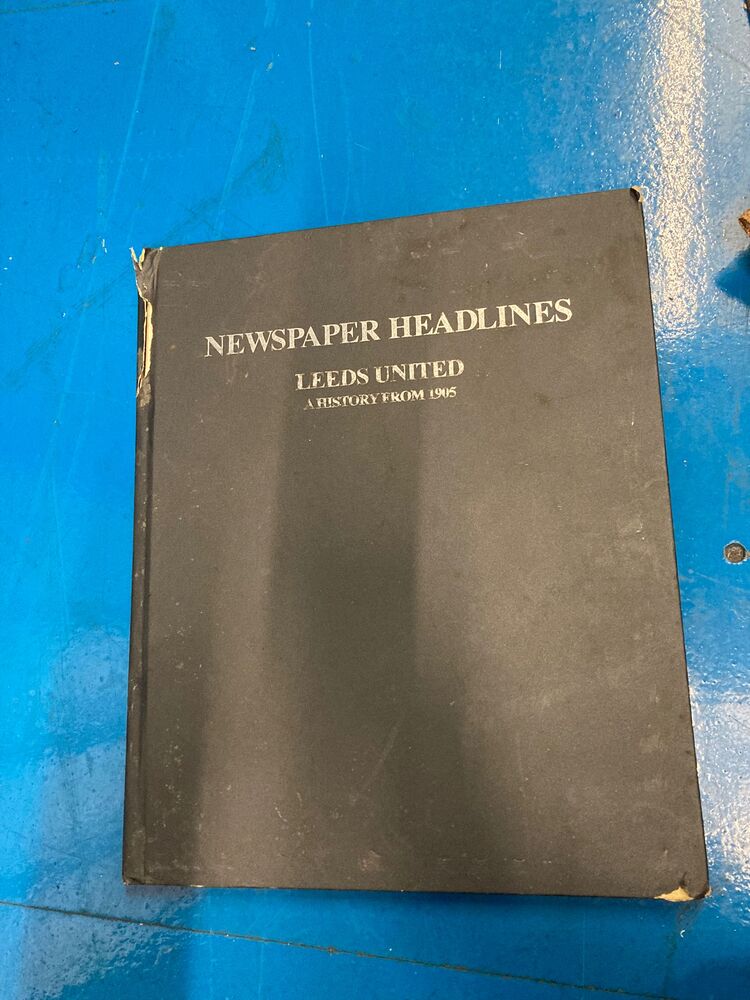 NEWSPAPER HEADLINES
LEEDS UNITED
A HISTORY FROM 1905